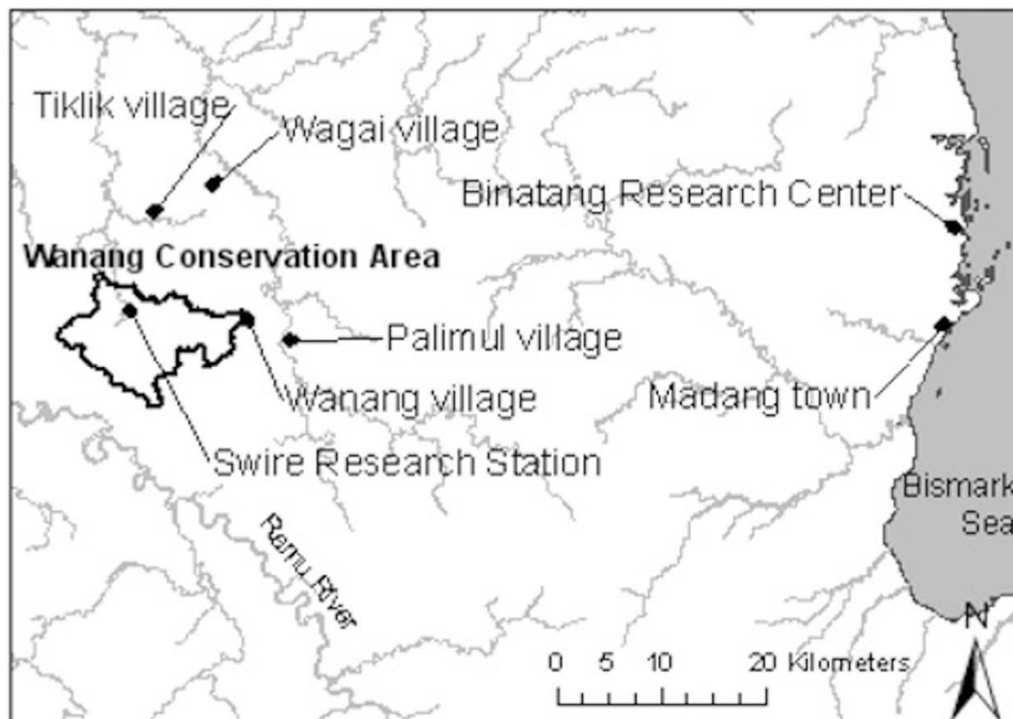 Tiklik village
Wagai village
Binatang Research Center
Wanang Conservation Area
Palimul village
Wanang village
Madang town
Swire Research Station
Bismark
Sea
Ramu River
N
0 5 10 20 Kilometers